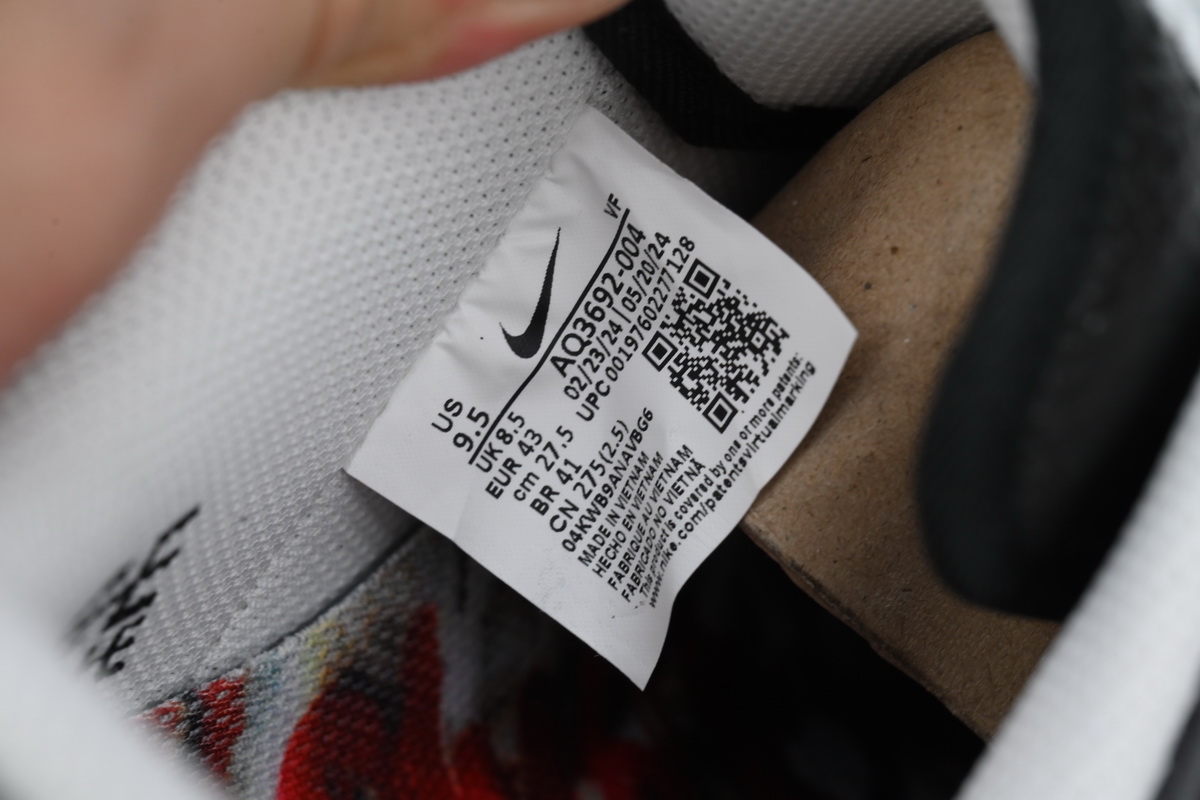 VF
US
9.5
AQ3692-004
UK 8.5
02/23/24 | 05/20/24
EUR 43
UPC 00197602277128
cm 27.5
BR 41
CN 275(2.5)
04KWB9ANAVBG6
MADE IN VIETNAM
HECHO EN VIETNAM
FABRIQUE AU VIETNAM
FABRICADO NO VIETNÃ
This product is covered by one or more patents:
www.nike.com/patentsvirtualmarking